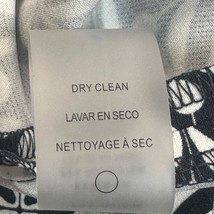 DRY CLEAN
LAVAR EN SECO
NETTOYAGE À SEC